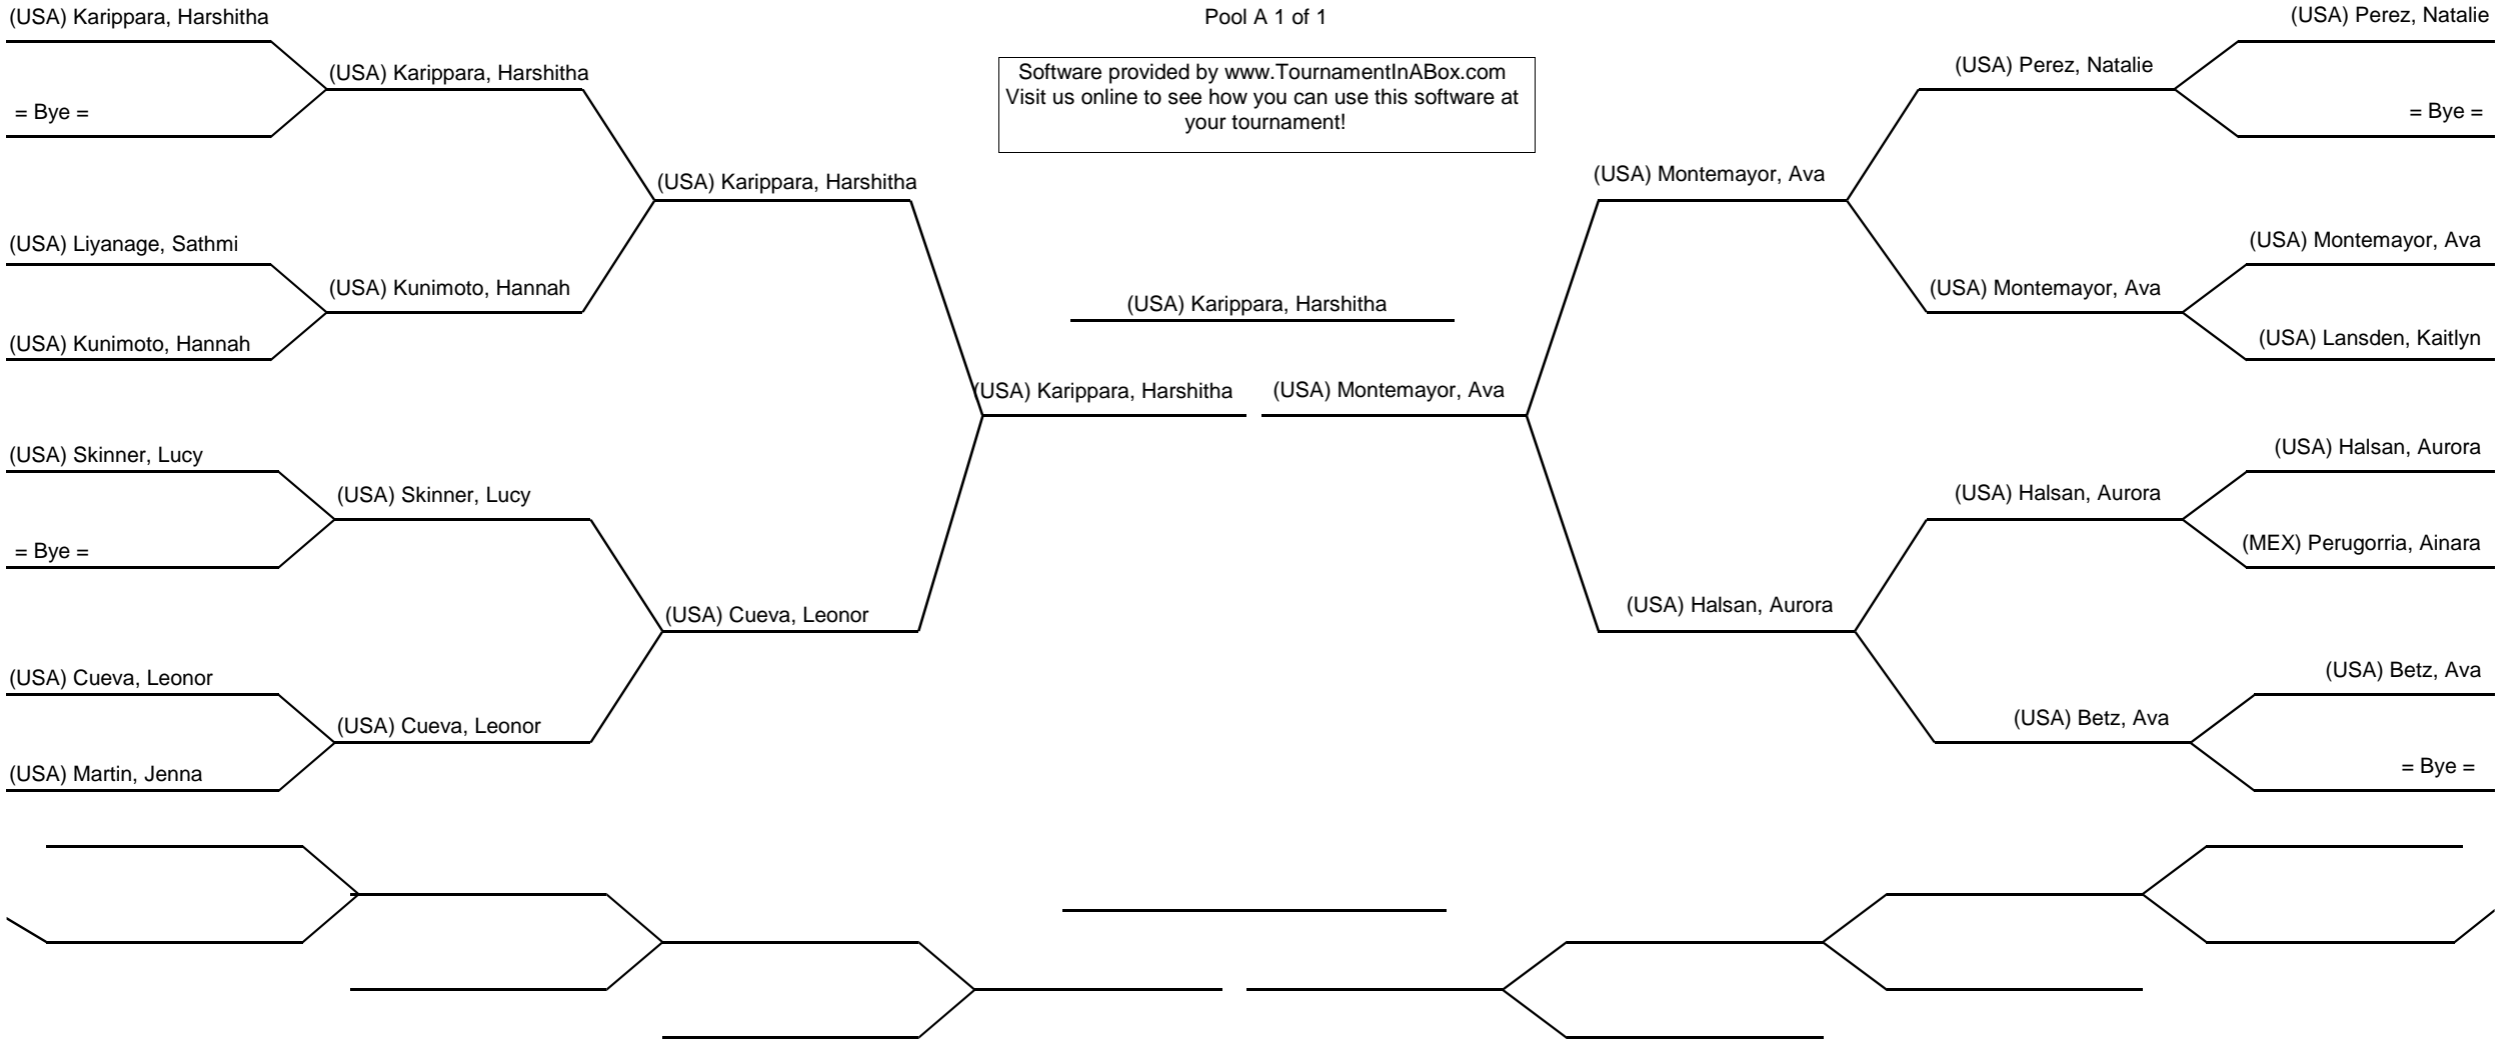 (USA) Karippara, Harshitha
= Bye =
(USA) Liyanage, Sathmi
(USA) Kunimoto, Hannah
(USA) Skinner, Lucy
= Bye =
(USA) Cueva, Leonor
(USA) Martin, Jenna
(USA) Karippara, Harshitha
(USA) Kunimoto, Hannah
(USA) Skinner, Lucy
(USA) Cueva, Leonor
(USA) Karippara, Harshitha
(USA) Cueva, Leonor
Pool A 1 of 1
Software provided by www.TournamentInABox.com
Visit us online to see how you can use this software at
your tournament!
(USA) Karippara, Harshitha
(USA) Karippara, Harshitha
(USA) Montemayor, Ava
(USA) Montemayor, Ava
(USA) Halsan, Aurora
(USA) Perez, Natalie
(USA) Montemayor, Ava
(USA) Halsan, Aurora
(USA) Betz, Ava
(USA) Perez, Natalie
= Bye =
(USA) Montemayor, Ava
(USA) Lansden, Kaitlyn
(USA) Halsan, Aurora
(MEX) Perugorria, Ainara
(USA) Betz, Ava
= Bye =